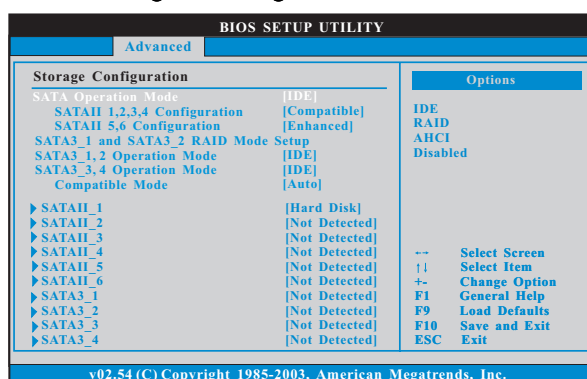 BIOS SETUP UTILITY
Advanced
Storage Configuration
SATA Operation Mode [IDE]
SATAII 1,2,3,4 Configuration [Compatible]
SATAII 5,6 Configuration [Enhanced]
SATA3_1 and SATA3_2 RAID Mode Setup
SATA3_1, 2 Operation Mode [IDE]
SATA3_3, 4 Operation Mode [IDE]
Compatible Mode [Auto]
SATAII_1 [Hard Disk]
SATAII_2 [Not Detected]
SATAII_3 [Not Detected]
SATAII_4 [Not Detected]
SATAII_5 [Not Detected]
SATAII_6 [Not Detected]
SATA3_1 [Not Detected]
SATA3_2 [Not Detected]
SATA3_3 [Not Detected]
SATA3_4 [Not Detected]
Options
IDE
RAID
AHCI
Disabled
↔ Select Screen
↑↓ Select Item
+- Change Option
F1 General Help
F9 Load Defaults
F10 Save and Exit
ESC Exit
v02.54 (C) Copyright 1985-2003, American Megatrends, Inc.